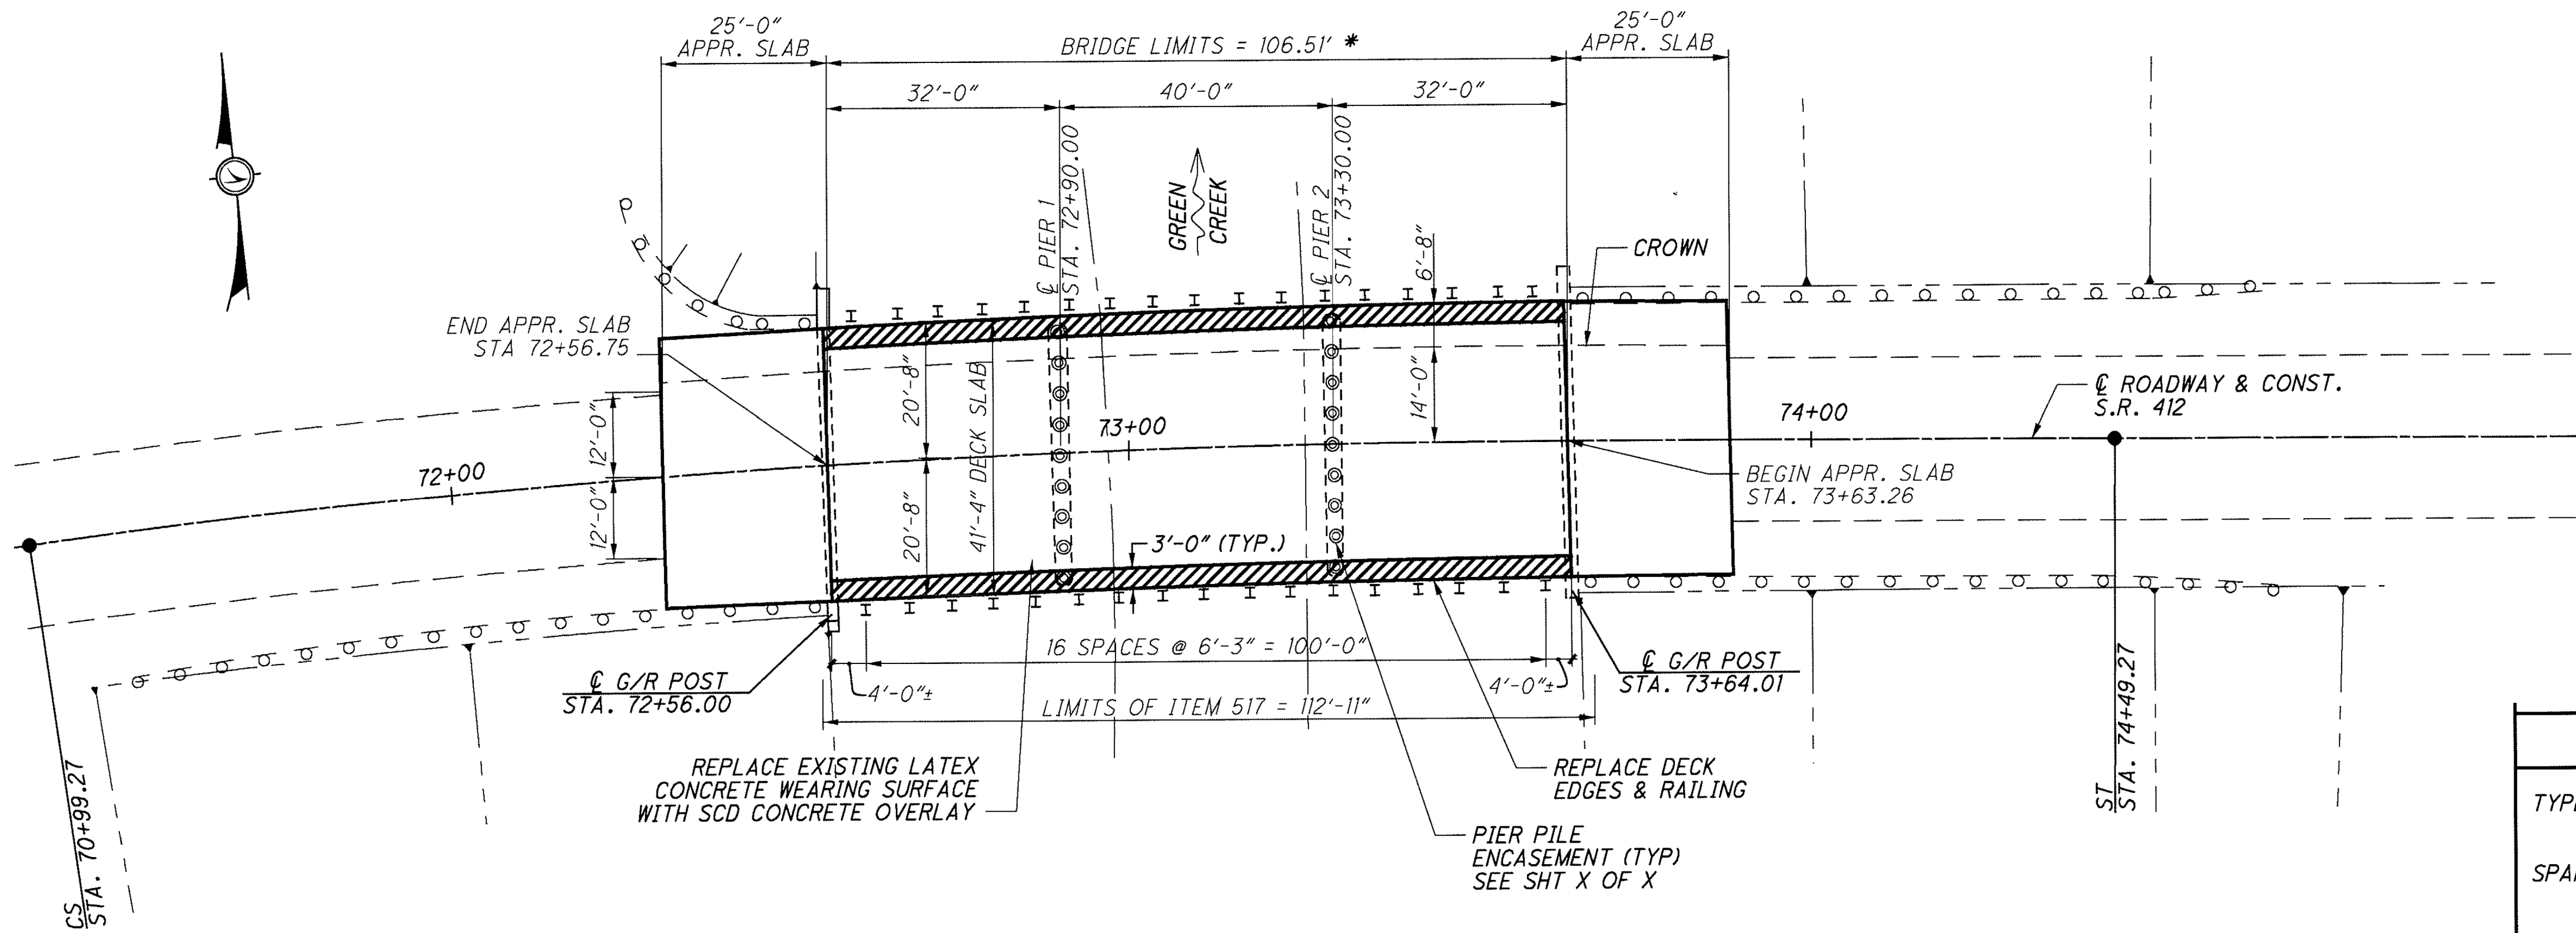 25'-0"
APPR. SLAB
BRIDGE LIMITS = 106.51' *
25'-0"
APPR. SLAB
32'-0"
40'-0"
32'-0"
℄ PIER 1
STA. 72+90.00
GREEN
CREEK
℄ PIER 2
STA. 73+30.00
6'-8"
CROWN
END APPR. SLAB
STA 72+56.75
20'-8"
41'-4" DECK SLAB
14'-0"
℄ ROADWAY & CONST.
S.R. 412
12'-0"
72+00
73+00
74+00
12'-0"
20'-8"
BEGIN APPR. SLAB
STA. 73+63.26
3'-0" (TYP.)
16 SPACES @ 6'-3" = 100'-0"
℄ G/R POST
STA. 72+56.00
4'-0"±
4'-0"±
℄ G/R POST
STA. 73+64.01
LIMITS OF ITEM 517 = 112'-11"
CS
STA. 70+99.27
REPLACE EXISTING LATEX
CONCRETE WEARING SURFACE
WITH SCD CONCRETE OVERLAY
REPLACE DECK
EDGES & RAILING
ST
STA. 74+49.27
PIER PILE
ENCASEMENT (TYP)
SEE SHT X OF X